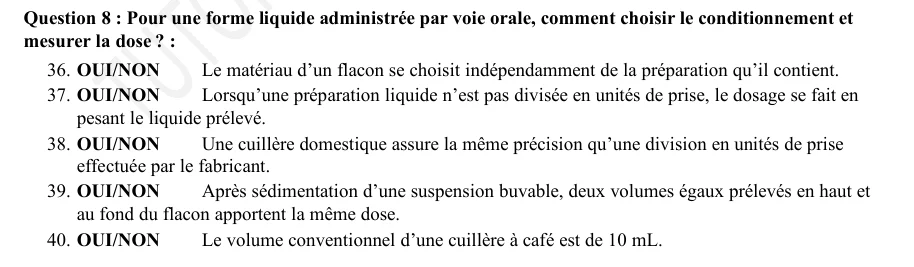 Question 8 : Pour une forme liquide administrée par voie orale, comment choisir le conditionnement et
mesurer la dose ? :
36. OUI/NON Le matériau d'un flacon se choisit indépendamment de la préparation qu'il contient.
37. OUI/NON Lorsqu'une préparation liquide n'est pas divisée en unités de prise, le dosage se fait en
pesant le liquide prélevé.
38. OUI/NON Une cuillère domestique assure la même précision qu'une division en unités de prise
effectuée par le fabricant.
39. OUI/NON Après sédimentation d'une suspension buvable, deux volumes égaux prélevés en haut et
au fond du flacon apportent la même dose.
40. OUI/NON Le volume conventionnel d'une cuillère à café est de 10 mL.